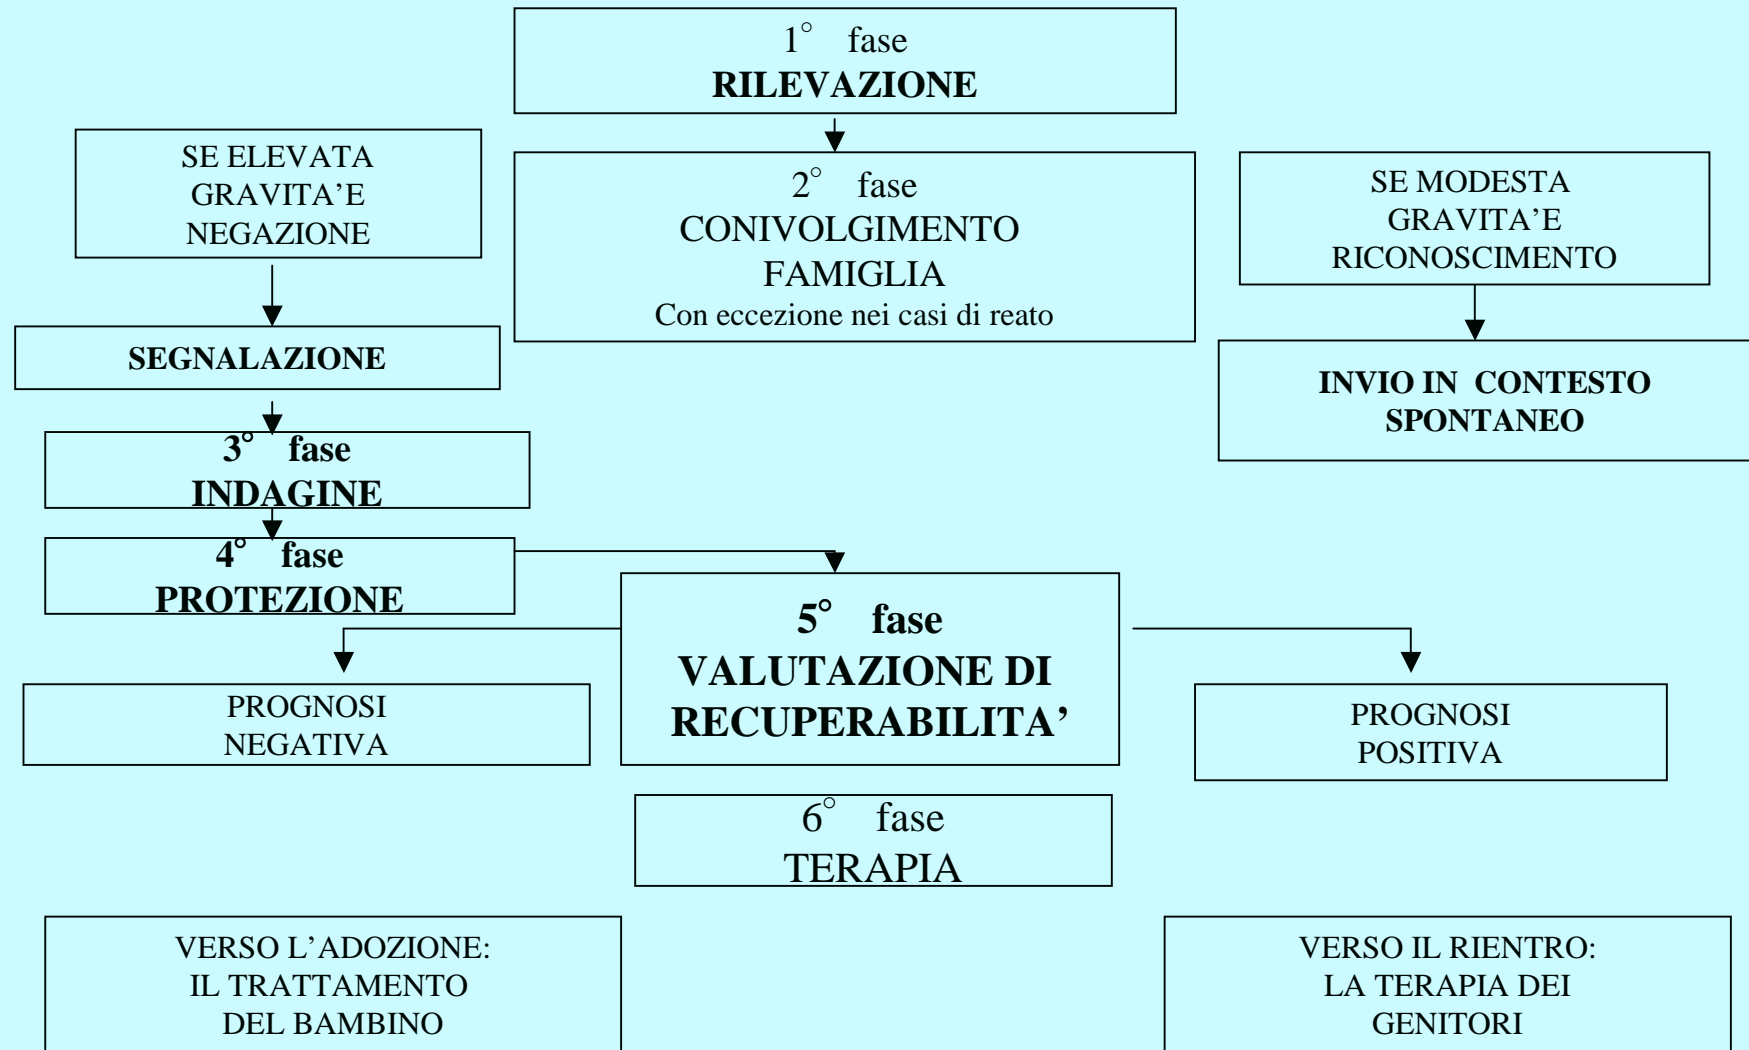 1° fase
RILEVAZIONE
SE ELEVATA
GRAVITA'E
NEGAZIONE
2° fase
CONIVOLGIMENTO
FAMIGLIA
Con eccezione nei casi di reato
SE MODESTA
GRAVITA'E
RICONOSCIMENTO
SEGNALAZIONE
INVIO IN CONTESTO
SPONTANEO
3° fase
INDAGINE
4° fase
PROTEZIONE
5° fase
VALUTAZIONE DI
RECUPERABILITA'
PROGNOSI
NEGATIVA
PROGNOSI
POSITIVA
6° fase
TERAPIA
VERSO L'ADOZIONE:
IL TRATTAMENTO
DEL BAMBINO
VERSO IL RIENTRO:
LA TERAPIA DEI
GENITORI